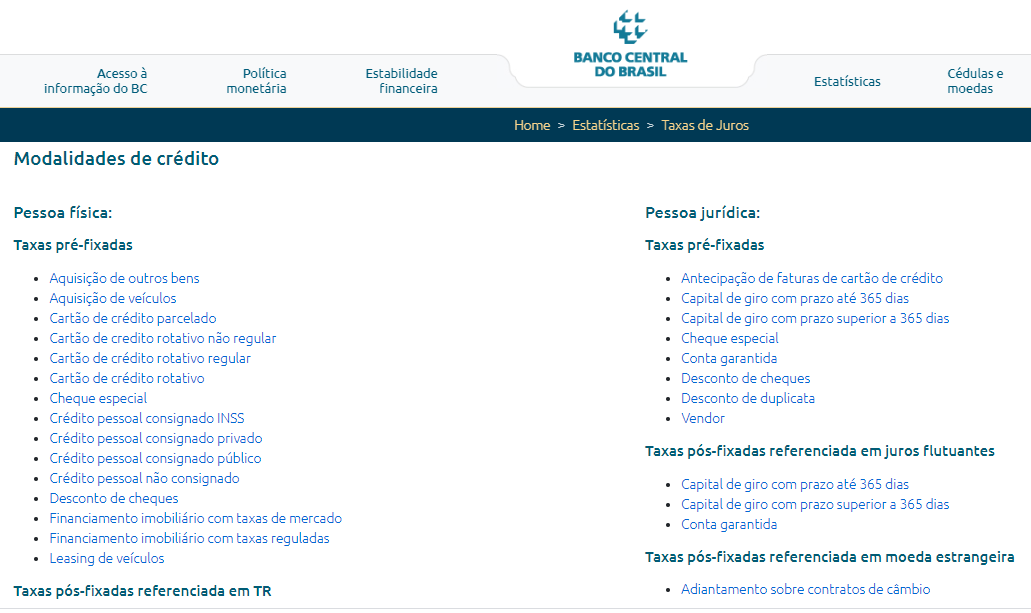 BANCO CENTRAL
DO BRASIL
Acesso à
informação do BC
Política
monetária
Estabilidade
financeira
Estatísticas
Cédulas e
moedas
Home > Estatísticas > Taxas de Juros
Modalidades de crédito
Pessoa física:
Taxas pré-fixadas
Aquisição de outros bens
Aquisição de veículos
Cartão de crédito parcelado
Cartão de credito rotativo não regular
Cartão de crédito rotativo regular
Cartão de crédito rotativo
Cheque especial
Crédito pessoal consignado INSS
Crédito pessoal consignado privado
Crédito pessoal consignado público
Crédito pessoal não consignado
Desconto de cheques
Financiamento imobiliário com taxas de mercado
Financiamento imobiliário com taxas reguladas
Leasing de veículos
Taxas pós-fixadas referenciada em TR
Pessoa jurídica:
Taxas pré-fixadas
Antecipação de faturas de cartão de crédito
Capital de giro com prazo até 365 dias
Capital de giro com prazo superior a 365 dias
Cheque especial
Conta garantida
Desconto de cheques
Desconto de duplicata
Vendor
Taxas pós-fixadas referenciada em juros flutuantes
Capital de giro com prazo até 365 dias
Capital de giro com prazo superior a 365 dias
Conta garantida
Taxas pós-fixadas referenciada em moeda estrangeira
Adiantamento sobre contratos de câmbio